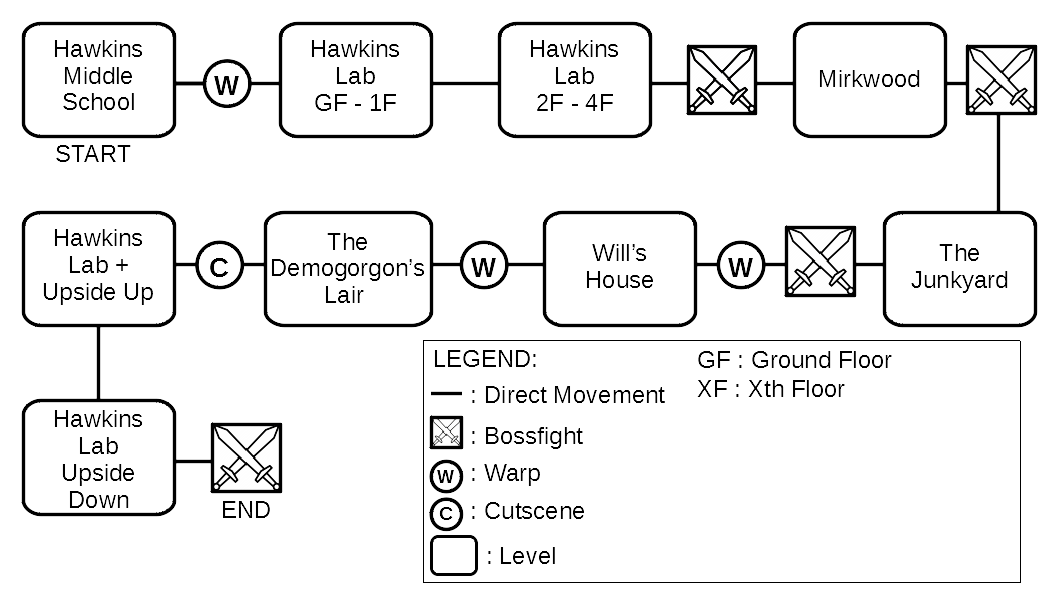 Hawkins
Middle
School
START
W
Hawkins
Lab
GF - 1F
Hawkins
Lab
2F - 4F
Mirkwood
Hawkins
Lab +
Upside Up
C
The
Demogorgon’s
Lair
W
Will’s
House
W
The
Junkyard
Hawkins
Lab
Upside
Down
END
LEGEND:
: Direct Movement
: Bossfight
W : Warp
C : Cutscene
: Level
GF : Ground Floor
XF : Xth Floor